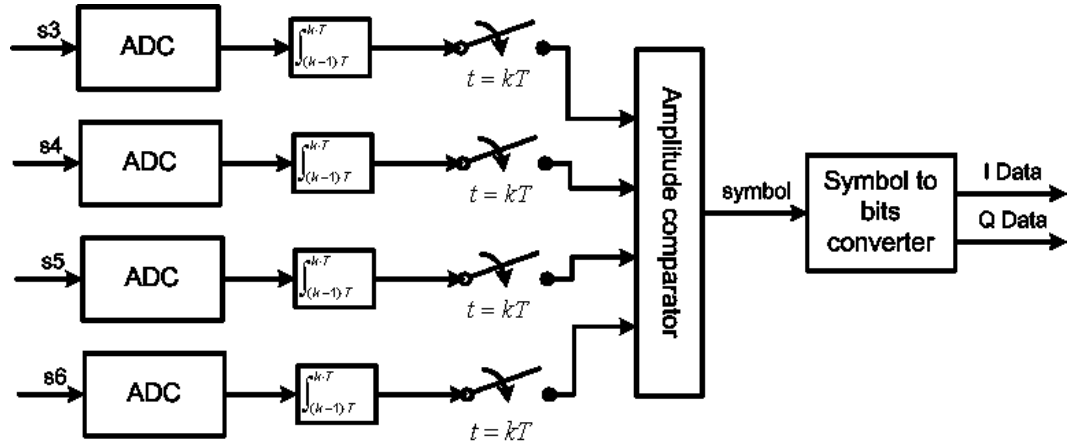 s3
ADC
∫_{(k−1)T}^{k·T}
t = kT
s4
ADC
∫_{(k−1)T}^{k·T}
t = kT
s5
ADC
∫_{(k−1)T}^{k·T}
t = kT
s6
ADC
∫_{(k−1)T}^{k·T}
t = kT
Amplitude comparator
symbol
Symbol to
bits
converter
I Data
Q Data